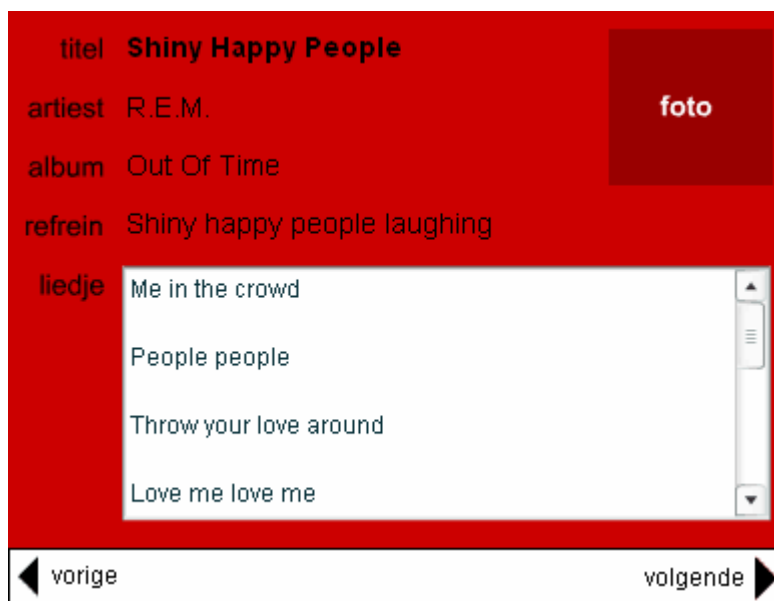 titel Shiny Happy People
foto
artiest R.E.M.
album Out Of Time
refrein Shiny happy people laughing
liedje Me in the crowd
People people
Throw your love around
Love me love me
vorige volgende